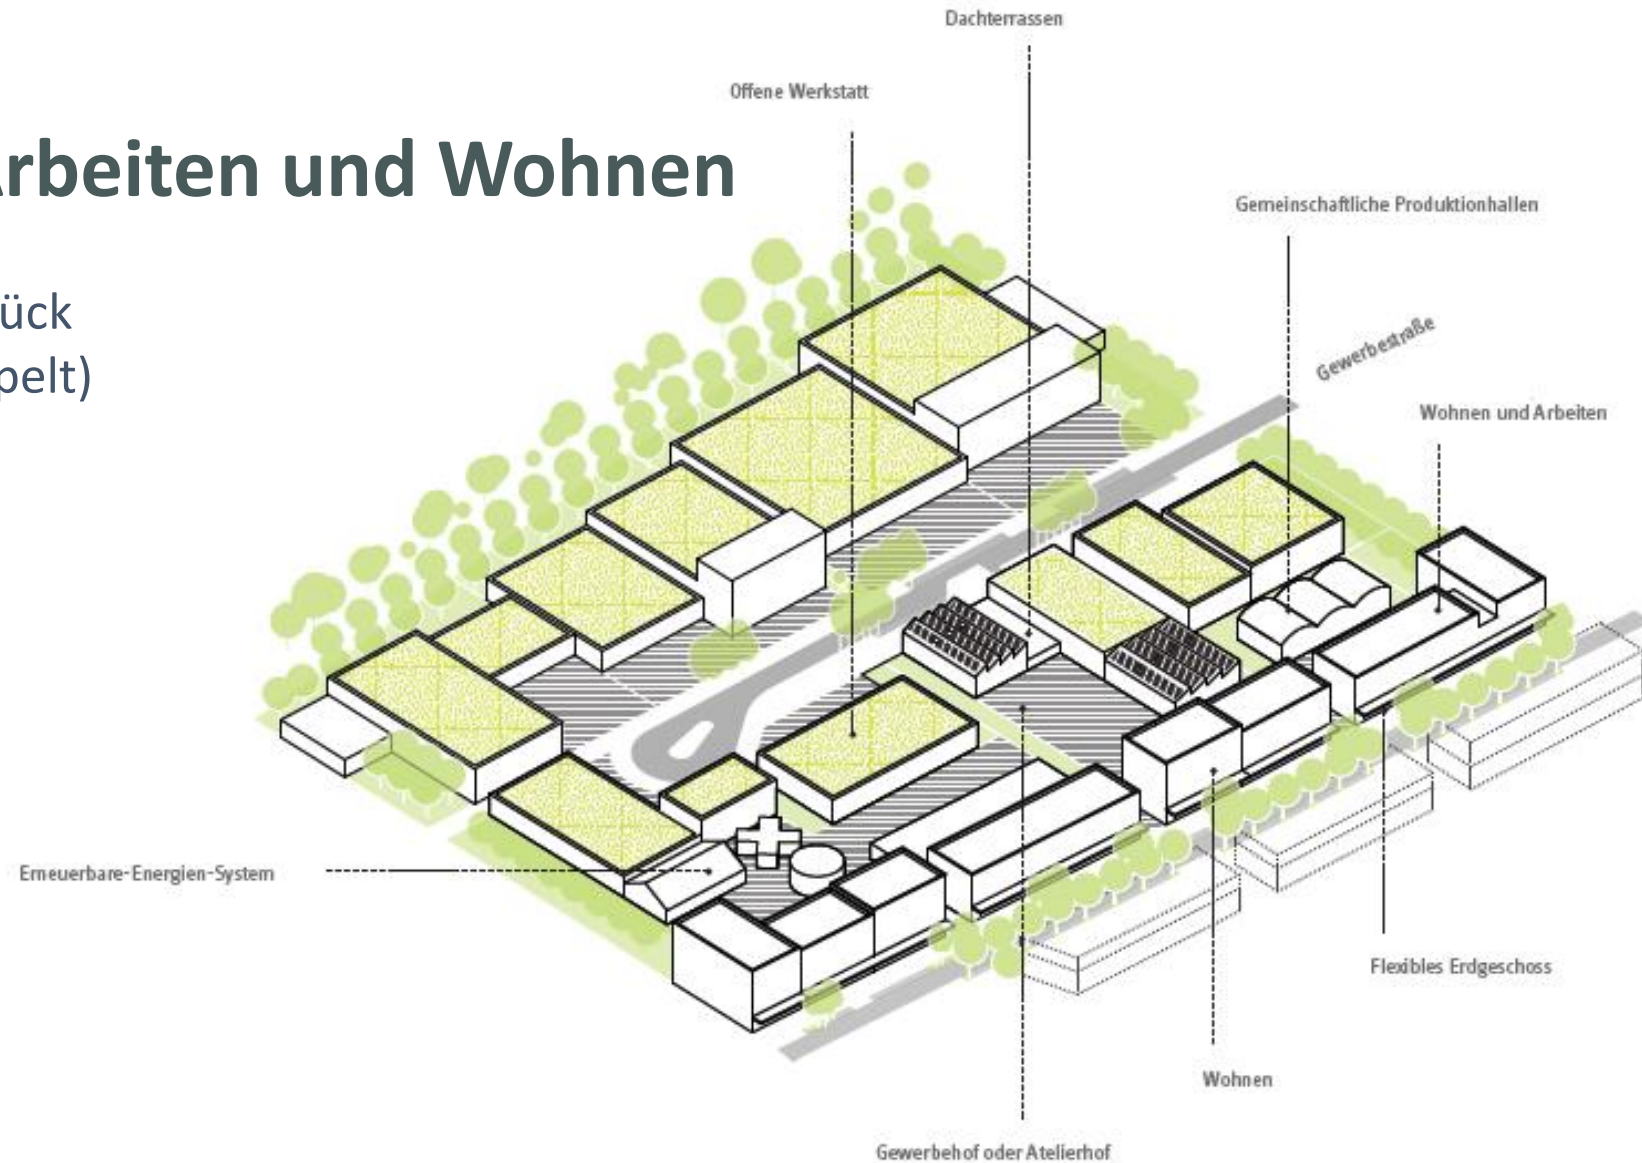 Dachterrassen
Offene Werkstatt
Arbeiten und Wohnen
Gemeinschaftliche Produktionhallen
ück
pelt)
Gewerbestraße
Wohnen und Arbeiten
Erneuerbare-Energien-System
Flexibles Erdgeschoss
Wohnen
Gewerbehof oder Atelierhof